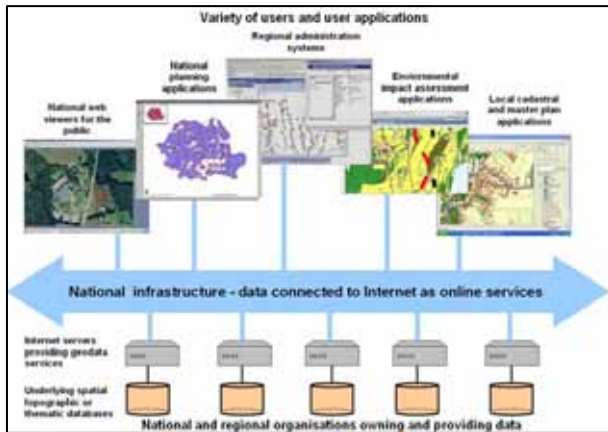 Variety of users and user applications
Regional administration
systems
National
planning
applications
Environmental
impact assessment
applications
National web
viewers for the
public
Local cadastral
and master plan
applications
National infrastructure - data connected to Internet as online services
Internet servers
providing geodata
services
Underlying spatial
topographic or
thematic databases
National and regional organisations owning and providing data